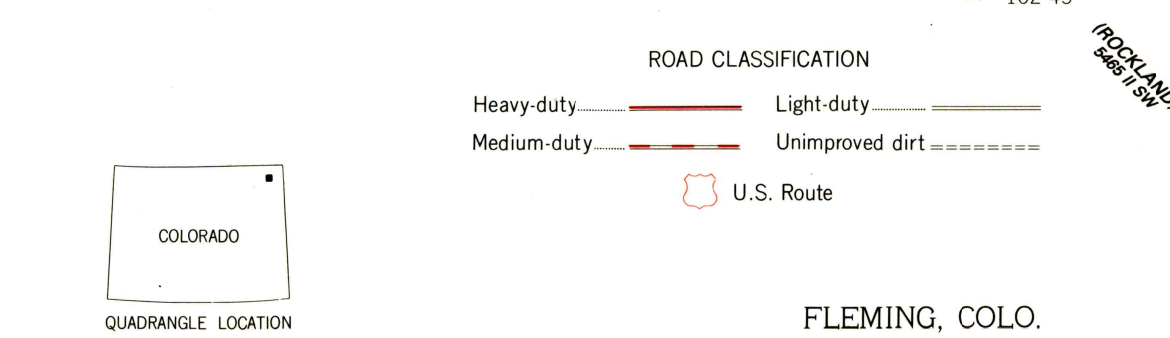 ROAD CLASSIFICATION
Heavy-duty Light-duty
Medium-duty Unimproved dirt
U.S. Route
(ROCKLAND)
5465 II SW
COLORADO
QUADRANGLE LOCATION
FLEMING, COLO.